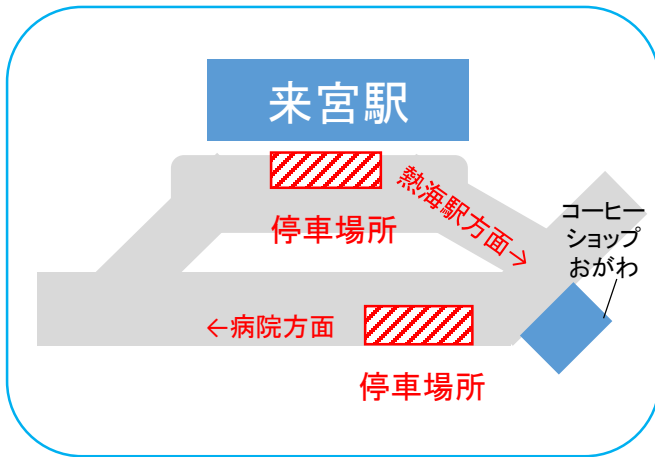 来宮駅
停車場所
熱海駅方面→
コーヒー
ショップ
おがわ
←病院方面
停車場所